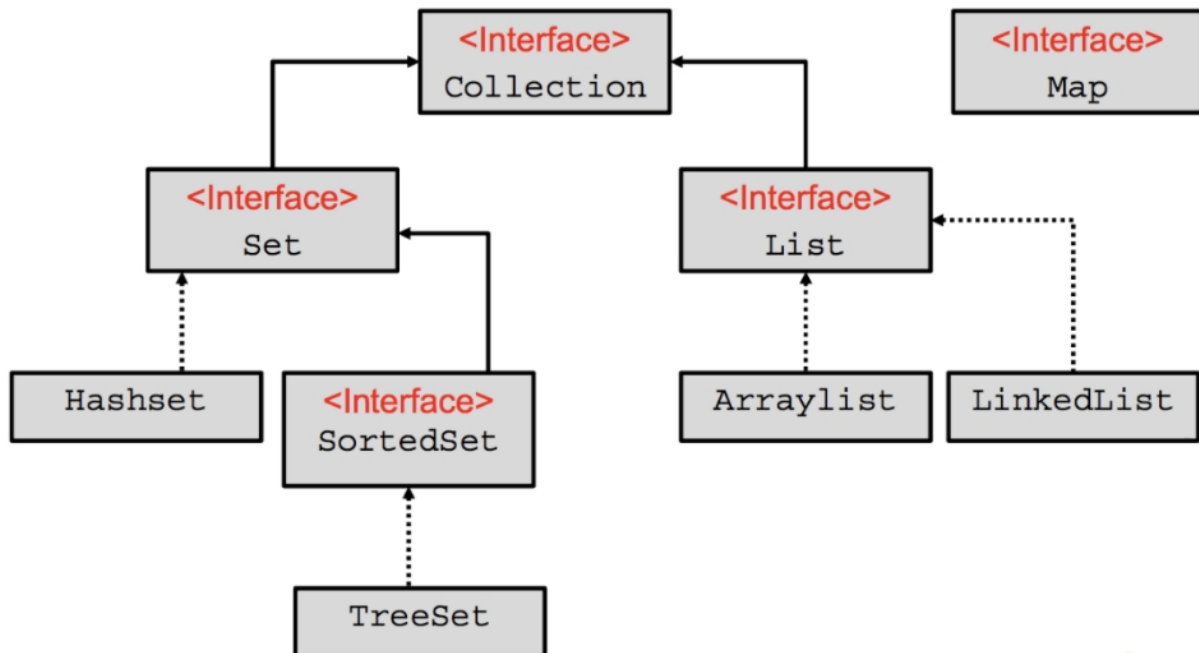 <Interface>
Collection
<Interface>
Map
<Interface>
Set
<Interface>
List
Hashset
<Interface>
SortedSet
Arraylist
LinkedList
TreeSet